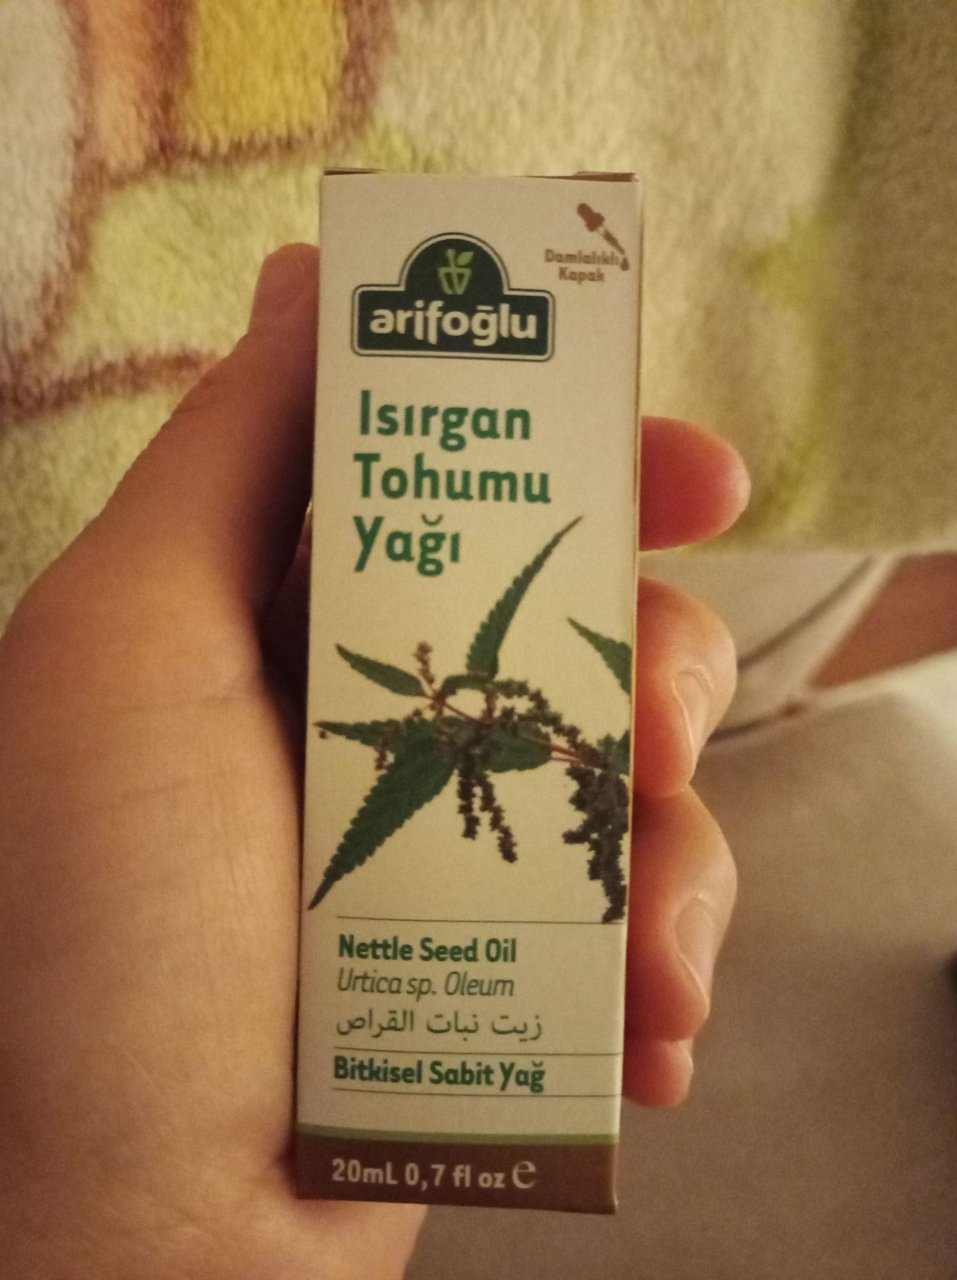 Damlalıklı
Kapak
arifoğlu
Isırgan
Tohumu
Yağı
Nettle Seed Oil
Urtica sp. Oleum
زيت نبات القراص
Bitkisel Sabit Yağ
20mL 0,7 fl oz e